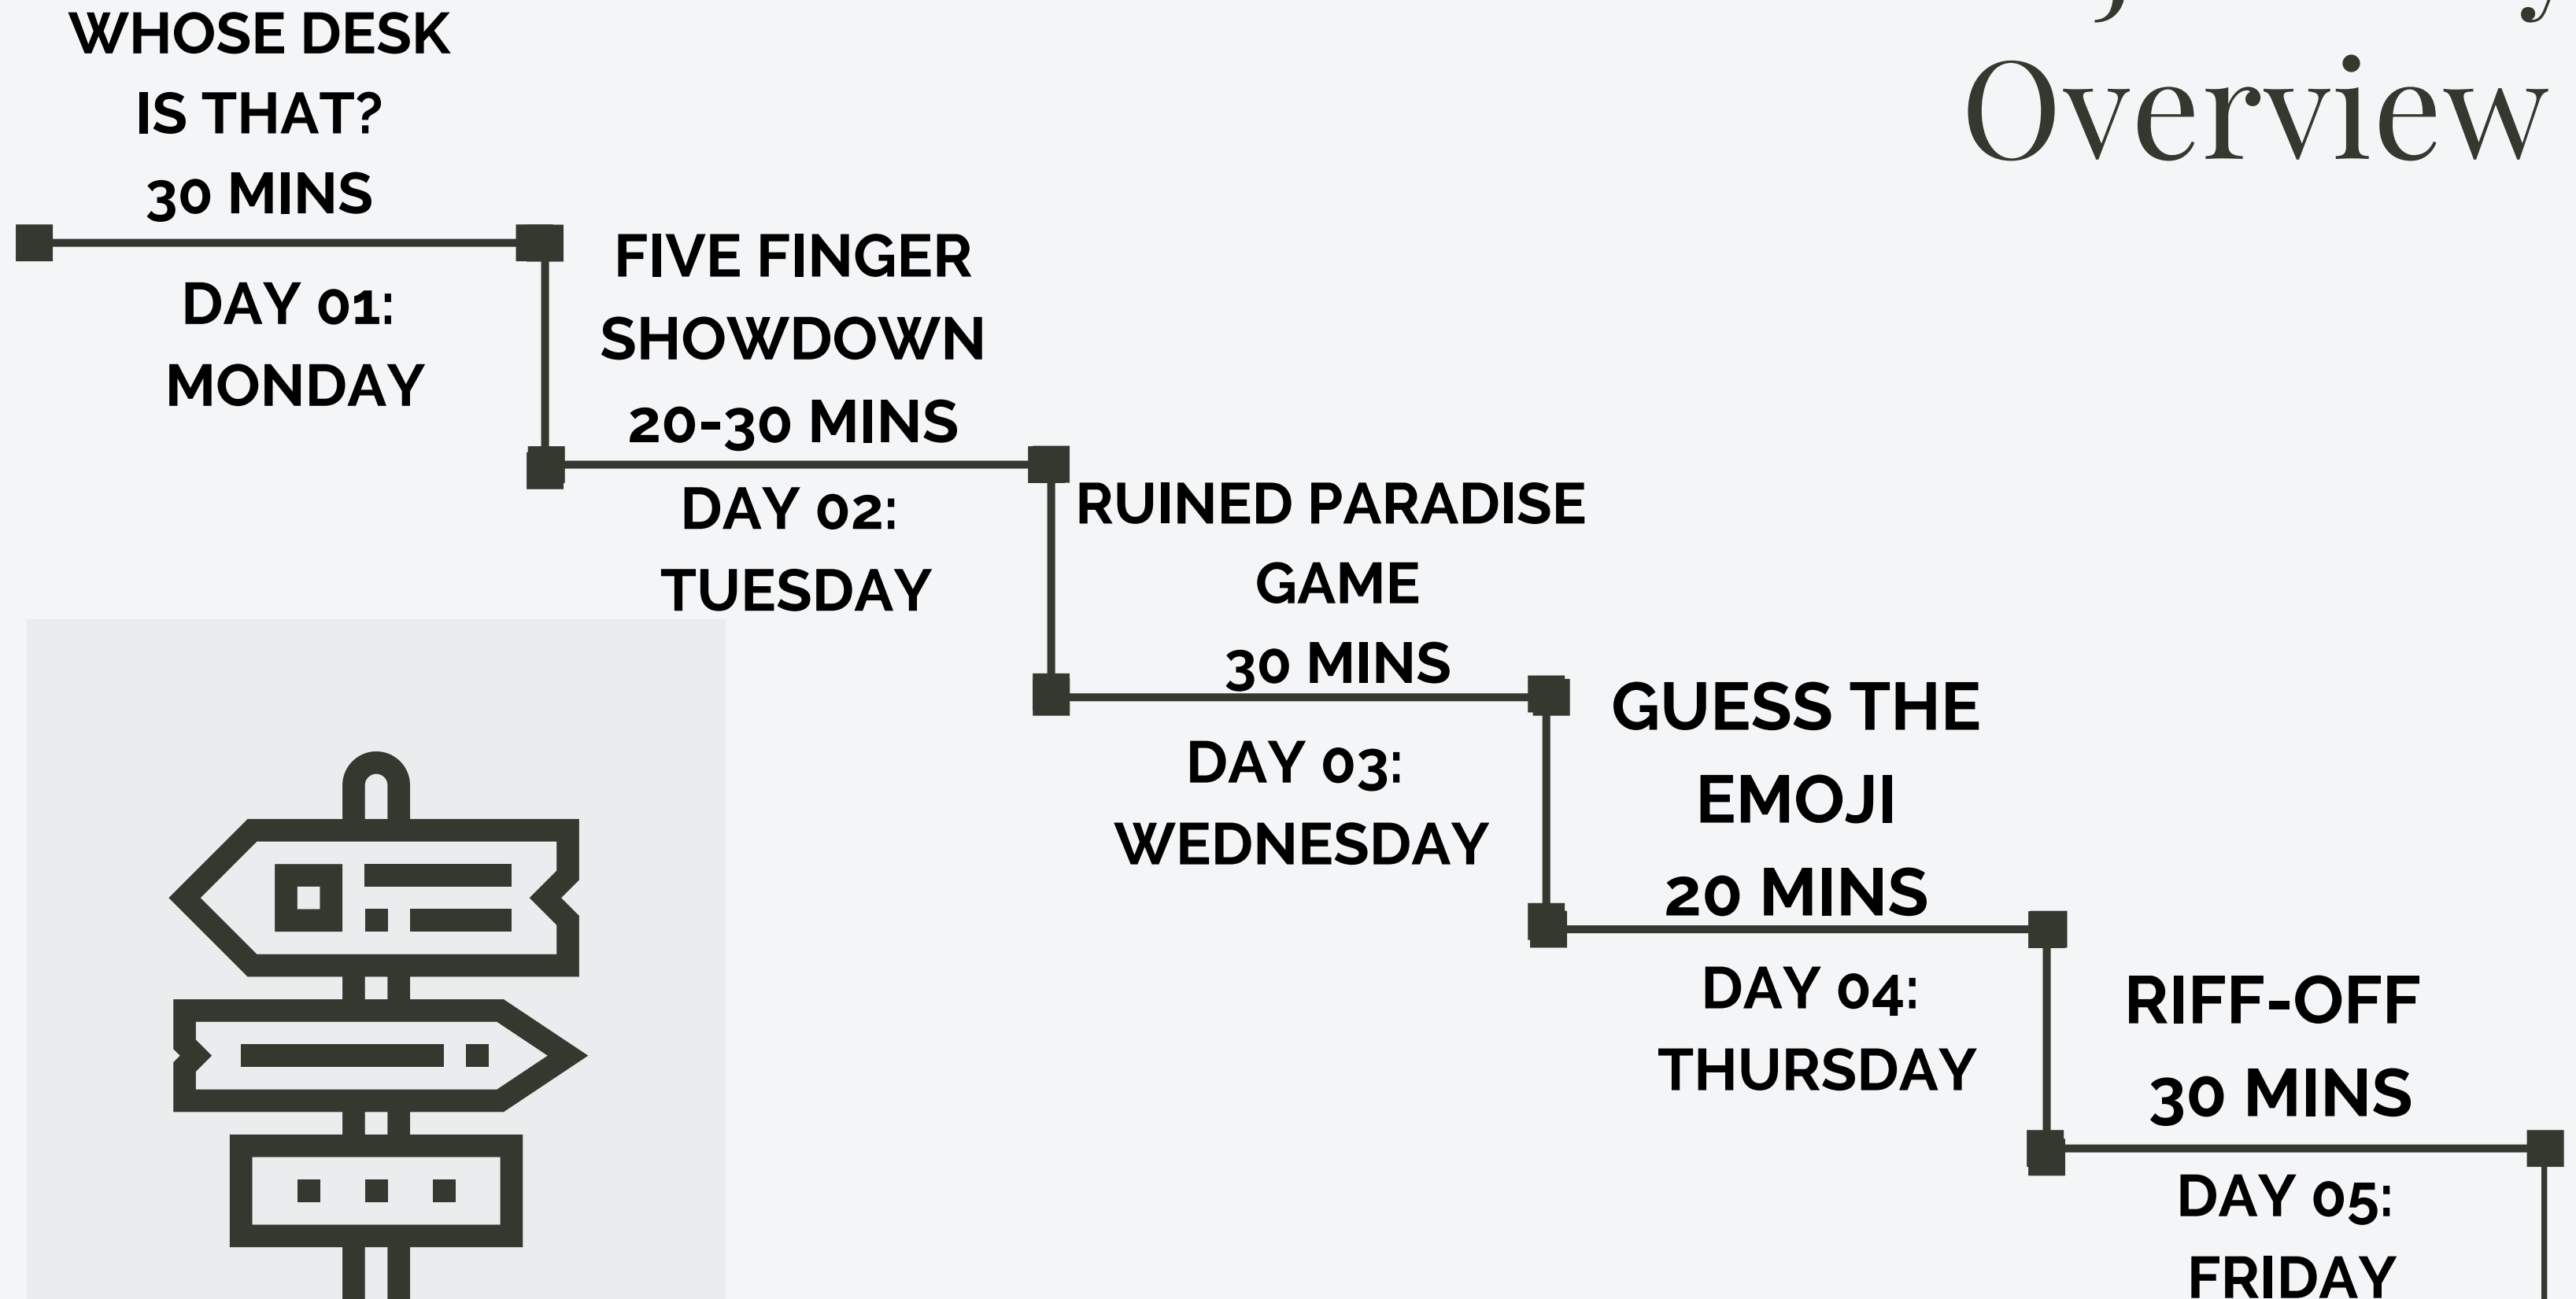 WHOSE DESK
IS THAT?
30 MINS
DAY 01:
MONDAY
FIVE FINGER
SHOWDOWN
20-30 MINS
DAY 02:
TUESDAY
RUINED PARADISE
GAME
30 MINS
DAY 03:
WEDNESDAY
GUESS THE
EMOJI
20 MINS
DAY 04:
THURSDAY
RIFF-OFF
30 MINS
DAY 05:
FRIDAY
Overview